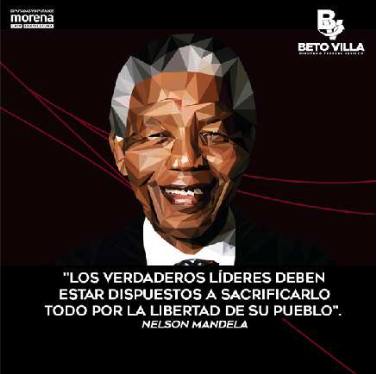 morena
BETO VILLA
"LOS VERDADEROS LÍDERES DEBEN
ESTAR DISPUESTOS A SACRIFICARLO
TODO POR LA LIBERTAD DE SU PUEBLO".
NELSON MANDELA